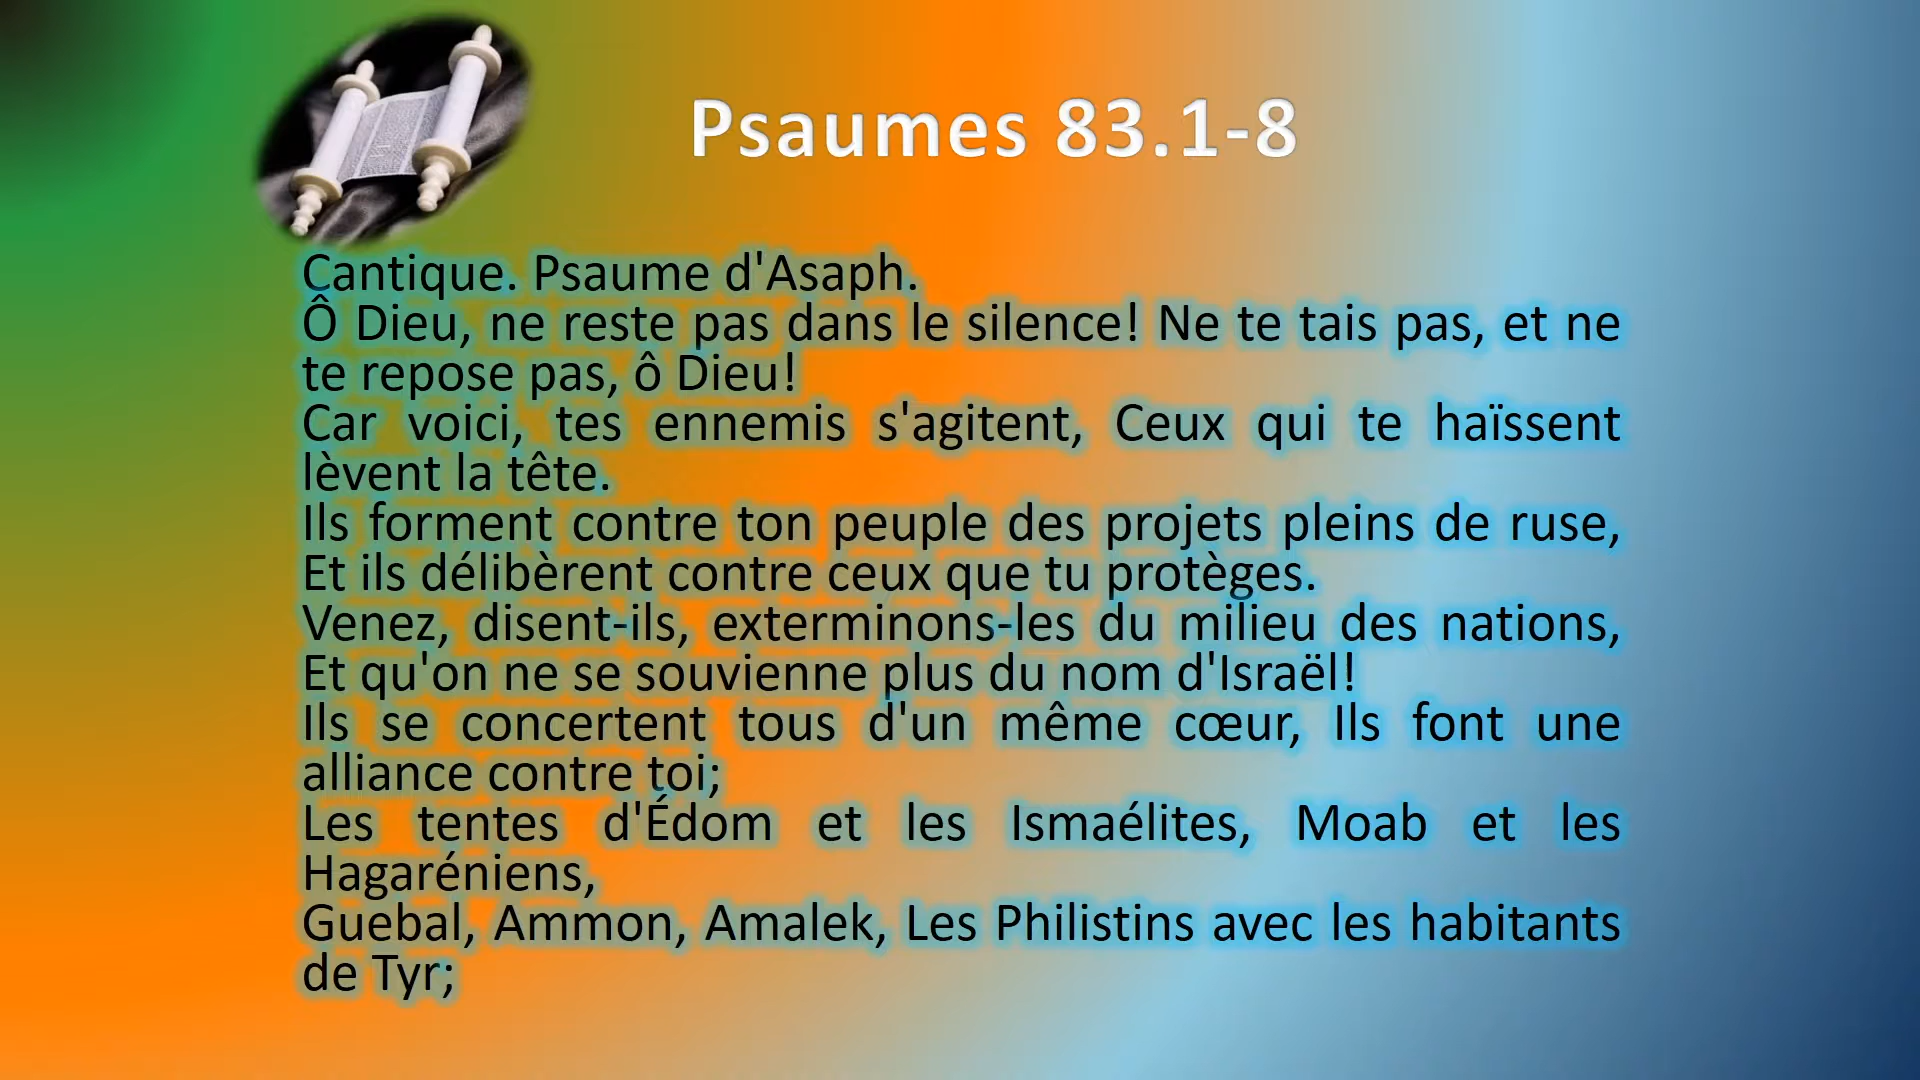 Psaumes 83.1-8
Cantique. Psaume d'Asaph.
Ô Dieu, ne reste pas dans le silence! Ne te tais pas, et ne
te repose pas, ô Dieu!
Car voici, tes ennemis s'agitent, Ceux qui te haïssent
lèvent la tête.
Ils forment contre ton peuple des projets pleins de ruse,
Et ils délibèrent contre ceux que tu protèges.
Venez, disent-ils, exterminons-les du milieu des nations,
Et qu'on ne se souvienne plus du nom d'Israël!
Ils se concertent tous d'un même cœur, Ils font une
alliance contre toi;
Les tentes d'Édom et les Ismaélites, Moab et les
Hagaréniens,
Guebal, Ammon, Amalek, Les Philistins avec les habitants
de Tyr;